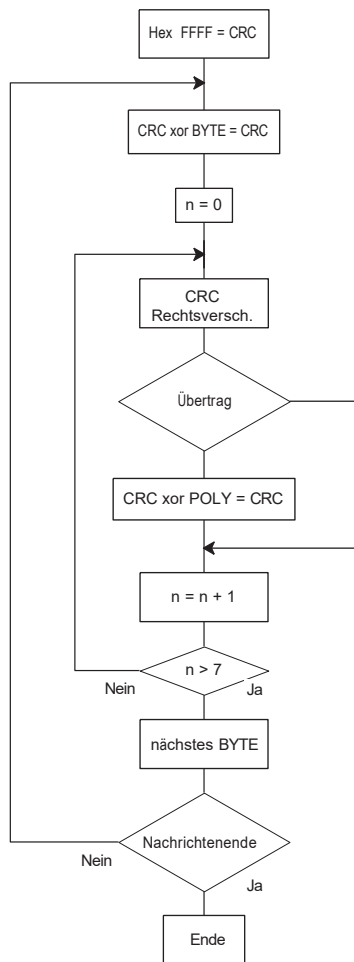 Hex FFFF = CRC
CRC xor BYTE = CRC
n = 0
CRC
Rechtsversch.
Übertrag
CRC xor POLY = CRC
n = n + 1
n > 7
Nein
Ja
nächstes BYTE
Nachrichtenende
Nein
Ja
Ende